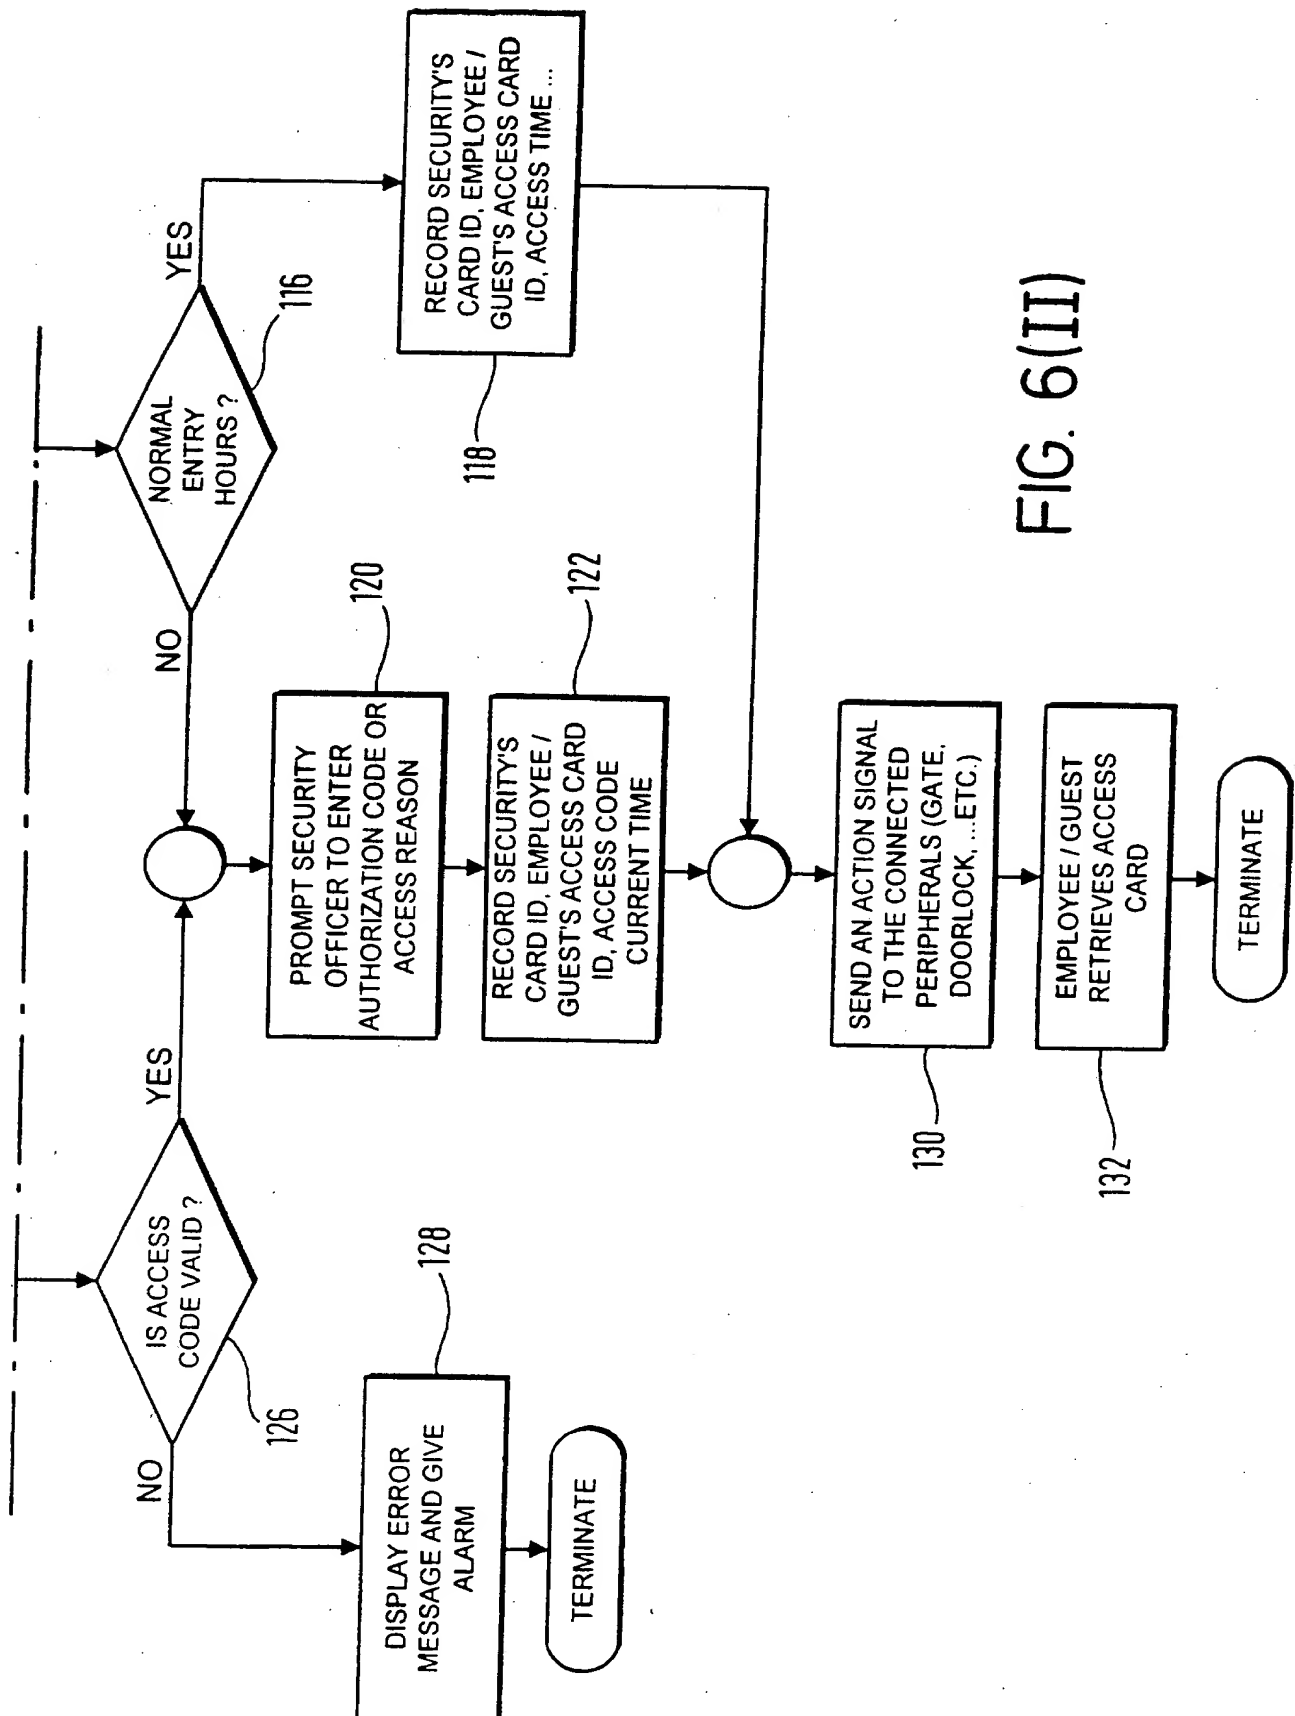 IS ACCESS
CODE VALID ?
126
NO
YES
DISPLAY ERROR
MESSAGE AND GIVE
ALARM
128
TERMINATE
NORMAL
ENTRY
HOURS ?
116
NO
YES
RECORD SECURITY'S
CARD ID, EMPLOYEE /
GUEST'S ACCESS CARD
ID, ACCESS TIME ...
118
PROMPT SECURITY
OFFICER TO ENTER
AUTHORIZATION CODE OR
ACCESS REASON
120
RECORD SECURITY'S
CARD ID, EMPLOYEE /
GUEST'S ACCESS CARD
ID, ACCESS CODE
CURRENT TIME
122
SEND AN ACTION SIGNAL
TO THE CONNECTED
PERIPHERALS (GATE,
DOORLOCK, ...ETC.)
130
EMPLOYEE / GUEST
RETRIEVES ACCESS
CARD
132
TERMINATE
FIG. 6(II)